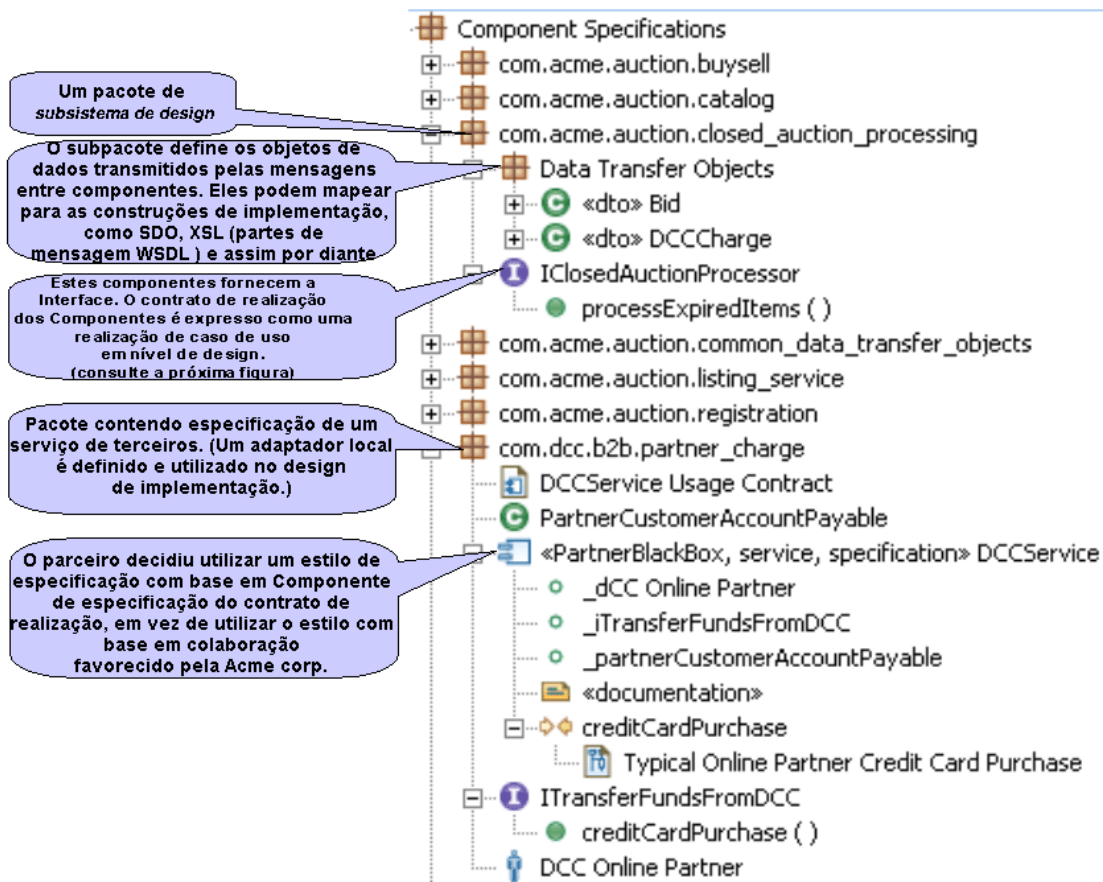 Component Specifications
com.acme.auction.buysell
com.acme.auction.catalog
com.acme.auction.closed_auction_processing
Data Transfer Objects
«dto» Bid
«dto» DCCCharge
IClosedAuctionProcessor
processExpiredItems ( )
com.acme.auction.common_data_transfer_objects
com.acme.auction.listing_service
com.acme.auction.registration
com.dcc.b2b.partner_charge
DCCService Usage Contract
PartnerCustomerAccountPayable
«PartnerBlackBox, service, specification» DCCService
_dCC Online Partner
_iTransferFundsFromDCC
_partnerCustomerAccountPayable
«documentation»
creditCardPurchase
Typical Online Partner Credit Card Purchase
ITransferFundsFromDCC
creditCardPurchase ( )
DCC Online Partner
Um pacote de
subsistema de design
O subpacote define os objetos de
dados transmitidos pelas mensagens
entre componentes. Eles podem mapear
para as construções de implementação,
como SDO, XSL (partes de
mensagem WSDL ) e assim por diante
Estes componentes fornecem a
Interface. O contrato de realização
dos Componentes é expresso como uma
realização de caso de uso
em nível de design.
(consulte a próxima figura)
Pacote contendo especificação de um
serviço de terceiros. (Um adaptador local
é definido e utilizado no design
de implementação.)
O parceiro decidiu utilizar um estilo de
especificação com base em Componente
de especificação do contrato de
realização, em vez de utilizar o estilo com
base em colaboração
favorecido pela Acme corp.